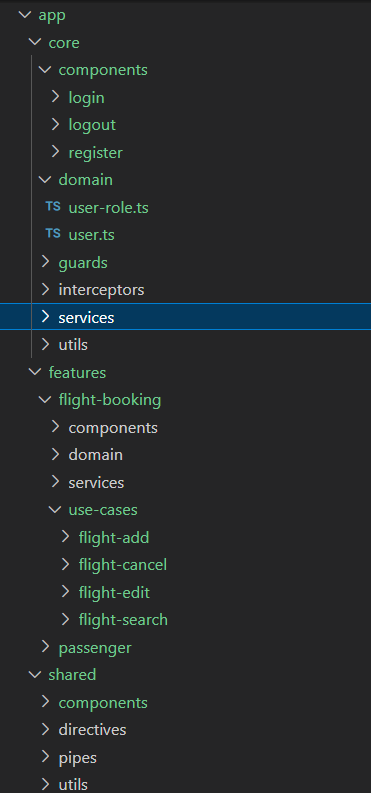 app
core
components
login
logout
register
domain
TS user-role.ts
TS user.ts
guards
interceptors
services
utils
features
flight-booking
components
domain
services
use-cases
flight-add
flight-cancel
flight-edit
flight-search
passenger
shared
components
directives
pipes
utils